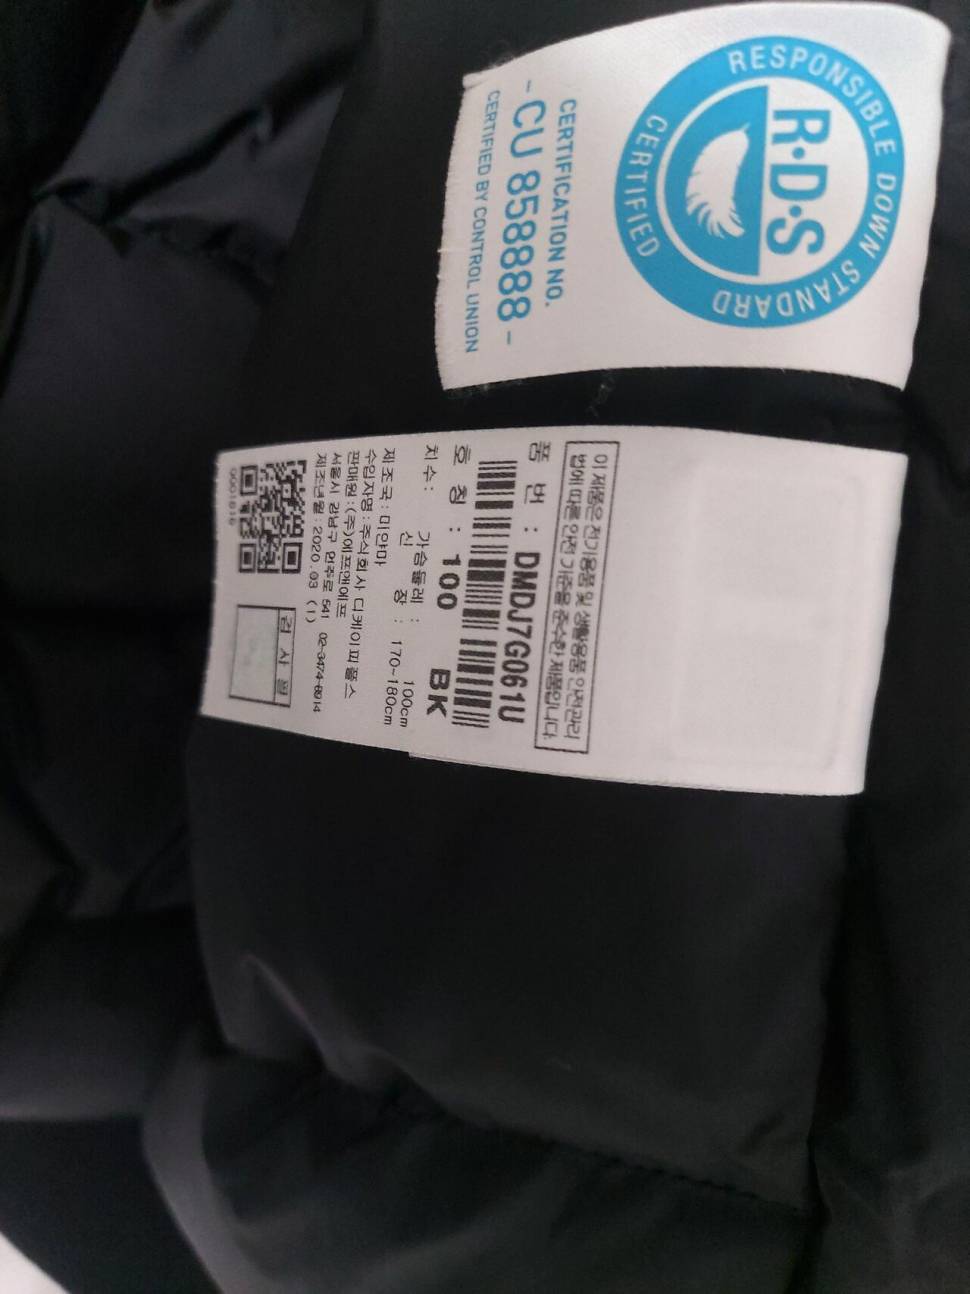 RESPONSIBLE DOWN STANDARD
R·D·S
CERTIFIED
CERTIFICATION NO.
- CU 858888 -
CERTIFIED BY CONTROL UNION
이 제품은 전기용품 및 생활용품 안전관리
법에 따른 안전 기준을 준수한 제품입니다.
품 번 : DMDJ7G061U
호 칭 : 100 BK
치수: 가슴둘레 : 100cm
신 장 : 170~180cm
제조국:미얀마
수입자명:주식회사 디케이피플스
판매원:(주)에프앤에프
서울시 강남구 언주로 541 02-3474-8914
제조년월:2020.03 (1)
0001616
검사필